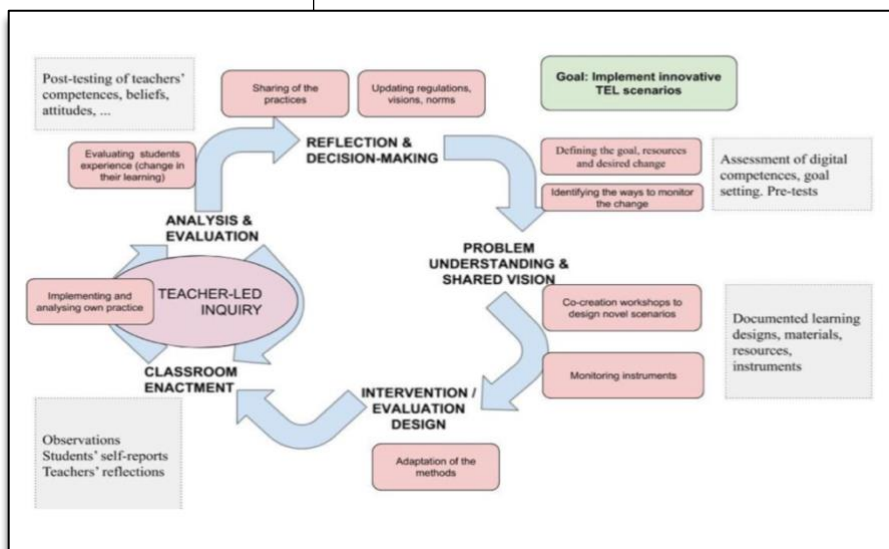 Post-testing of teachers'
competences, beliefs,
attitudes, ...
Sharing of the
practices
Updating regulations,
visions, norms
Goal: Implement innovative
TEL scenarios
REFLECTION &
DECISION-MAKING
Evaluating students
experience (change in
their learning)
Defining the goal, resources
and desired change
Identifying the ways to monitor
the change
Assessment of digital
competences, goal
setting. Pre-tests
ANALYSIS &
EVALUATION
PROBLEM
UNDERSTANDING &
SHARED VISION
Implementing and
analysing own practice
TEACHER-LED
INQUIRY
Co-creation workshops to
design novel scenarios
Monitoring instruments
Documented learning
designs, materials,
resources,
instruments
CLASSROOM
ENACTMENT
INTERVENTION /
EVALUATION
DESIGN
Observations
Students' self-reports
Teachers' reflections
Adaptation of the
methods